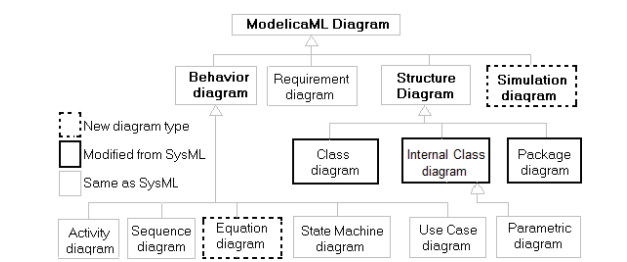 ModelicaML Diagram
Behavior
diagram
Requirement
diagram
Structure
Diagram
Simulation
diagram
New diagram type
Modified from SysML
Same as SysML
Class
diagram
Internal Class
diagram
Package
diagram
Activity
diagram
Sequence
diagram
Equation
diagram
State Machine
diagram
Use Case
diagram
Parametric
diagram